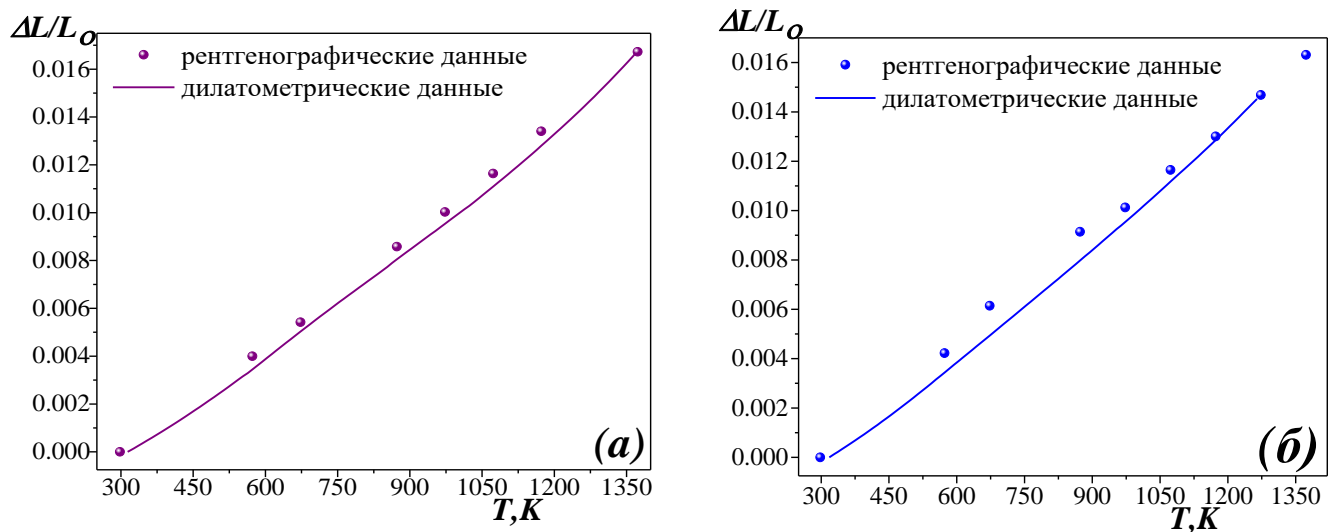 ΔL/L₀
рентгенографические данные
дилатометрические данные
0.016
0.014
0.012
0.010
0.008
0.006
0.004
0.002
0.000
(а)
300 450 600 750 900 1050 1200 1350
T,K
ΔL/L₀
рентгенографические данные
дилатометрические данные
0.016
0.014
0.012
0.010
0.008
0.006
0.004
0.002
0.000
(б)
300 450 600 750 900 1050 1200 1350
T,K